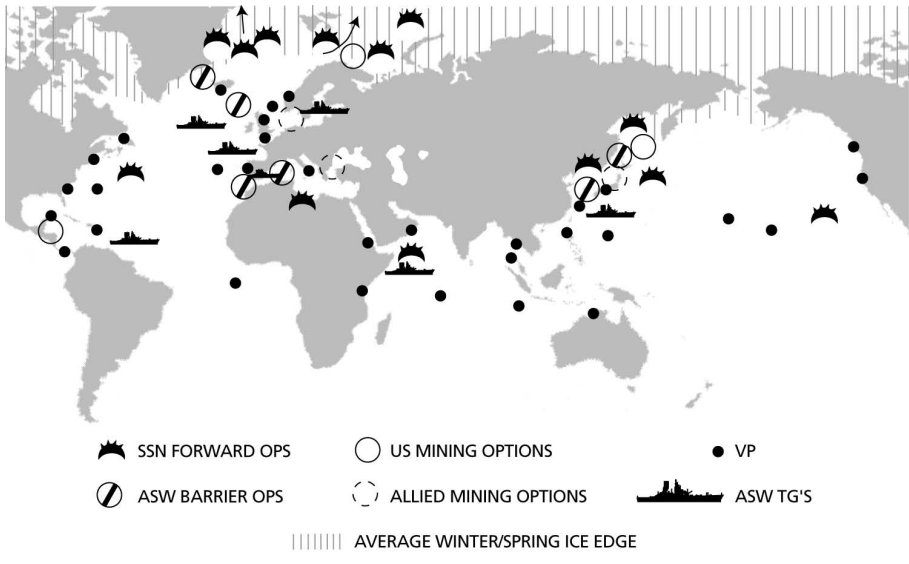 SSN FORWARD OPS
US MINING OPTIONS
VP
ASW BARRIER OPS
ALLIED MINING OPTIONS
ASW TG'S
AVERAGE WINTER/SPRING ICE EDGE